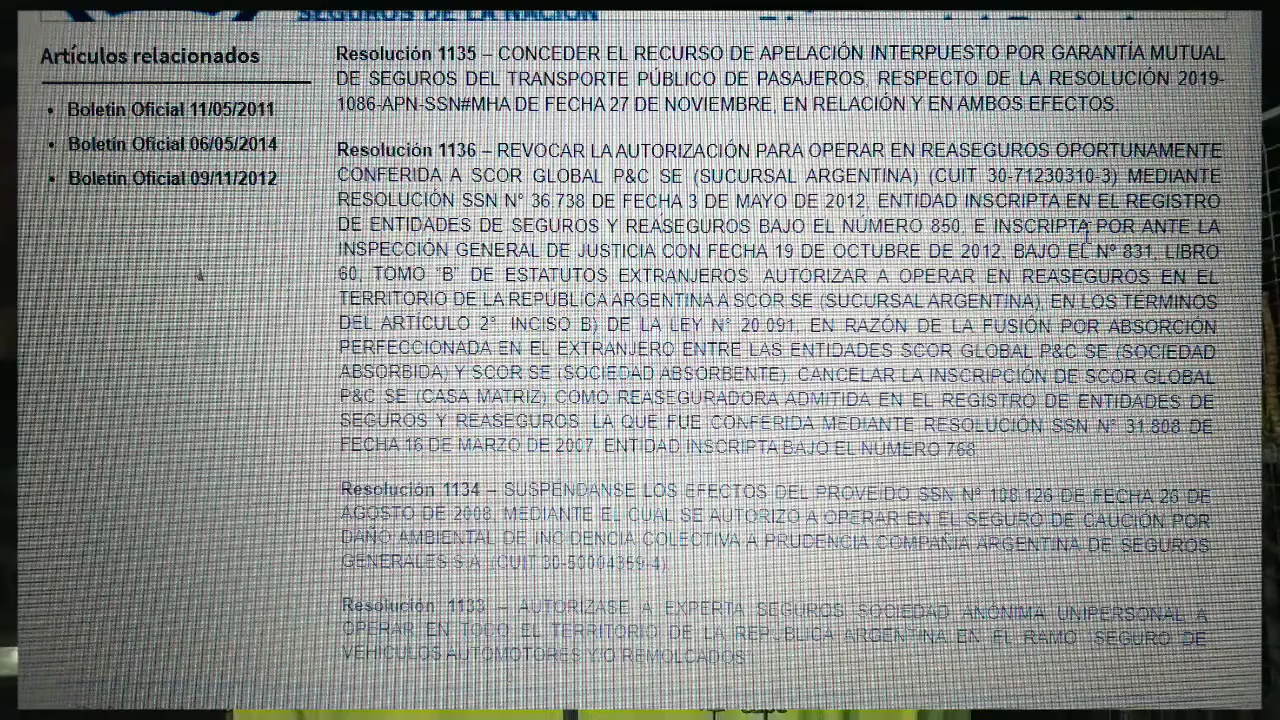 SEGUROS DE LA NACIÓN
Artículos relacionados
• Boletin Oficial 11/05/2011
• Boletín Oficial 06/05/2014
• Boletín Oficial 09/11/2012
Resolución 1135 – CONCEDER EL RECURSO DE APELACIÓN INTERPUESTO POR GARANTÍA MUTUAL
DE SEGUROS DEL TRANSPORTE PÚBLICO DE PASAJEROS, RESPECTO DE LA RESOLUCIÓN 2019-
1086-APN-SSN#MHA DE FECHA 27 DE NOVIEMBRE, EN RELACIÓN Y EN AMBOS EFECTOS.
Resolución 1136 – REVOCAR LA AUTORIZACIÓN PARA OPERAR EN REASEGUROS OPORTUNAMENTE
CONFERIDA A SCOR GLOBAL P&C SE (SUCURSAL ARGENTINA) (CUIT 30-71230310-3) MEDIANTE
RESOLUCIÓN SSN N° 36.738 DE FECHA 3 DE MAYO DE 2012, ENTIDAD INSCRIPTA EN EL REGISTRO
DE ENTIDADES DE SEGUROS Y REASEGUROS BAJO EL NÚMERO 850, E INSCRIPTA POR ANTE LA
INSPECCIÓN GENERAL DE JUSTICIA CON FECHA 19 DE OCTUBRE DE 2012, BAJO EL Nº 831, LIBRO
60, TOMO “B” DE ESTATUTOS EXTRANJEROS. AUTORIZAR A OPERAR EN REASEGUROS EN EL
TERRITORIO DE LA REPÚBLICA ARGENTINA A SCOR SE (SUCURSAL ARGENTINA), EN LOS TÉRMINOS
DEL ARTÍCULO 2° INCISO B) DE LA LEY N° 20.091, EN RAZÓN DE LA FUSIÓN POR ABSORCIÓN
PERFECCIONADA EN EL EXTRANJERO ENTRE LAS ENTIDADES SCOR GLOBAL P&C SE (SOCIEDAD
ABSORBIDA) Y SCOR SE (SOCIEDAD ABSORBENTE). CANCELAR LA INSCRIPCIÓN DE SCOR GLOBAL
P&C SE (CASA MATRIZ) COMO REASEGURADORA ADMITIDA EN EL REGISTRO DE ENTIDADES DE
SEGUROS Y REASEGUROS, LA QUE FUE CONFERIDA MEDIANTE RESOLUCIÓN SSN N° 31.808 DE
FECHA 16 DE MARZO DE 2007, ENTIDAD INSCRIPTA BAJO EL NÚMERO 768.
Resolución 1134 – SUSPÉNDANSE LOS EFECTOS DEL PROVEÍDO SSN Nº 108.126 DE FECHA 26 DE
AGOSTO DE 2008, MEDIANTE EL CUAL SE AUTORIZÓ A OPERAR EN EL SEGURO DE CAUCIÓN POR
DAÑO AMBIENTAL DE INCIDENCIA COLECTIVA A PRUDENCIA COMPAÑÍA ARGENTINA DE SEGUROS
GENERALES S.A. (CUIT 30-50004359-4).
Resolución 1133 – AUTORÍZASE A EXPERTA SEGUROS SOCIEDAD ANÓNIMA UNIPERSONAL A
OPERAR EN TODO EL TERRITORIO DE LA REPÚBLICA ARGENTINA EN EL RAMO SEGURO DE
VEHÍCULOS AUTOMOTORES Y/O REMOLCADOS